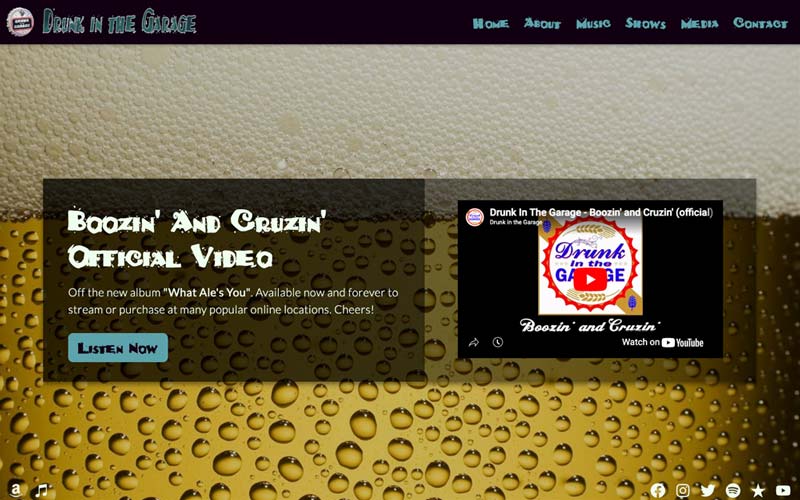 Drunk in the Garage
Home About Music Shows Media Contact
Boozin' And Cruzin'
Official Video
Off the new album "What Ale's You". Available now and forever to
stream or purchase at many popular online locations. Cheers!
Listen Now
Drunk In The Garage - Boozin' and Cruzin' (official)
Drunk in the Garage
Drunk
in the
GARAGE
Boozin' and Cruzin'
Watch on YouTube